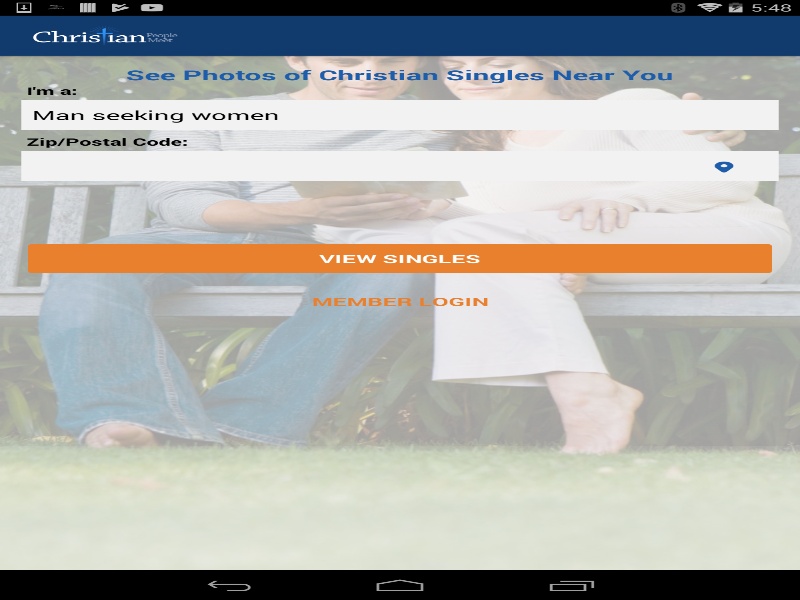 5:48
Christian People Meet
See Photos of Christian Singles Near You
I'm a:
Man seeking women
Zip/Postal Code:
VIEW SINGLES
MEMBER LOGIN